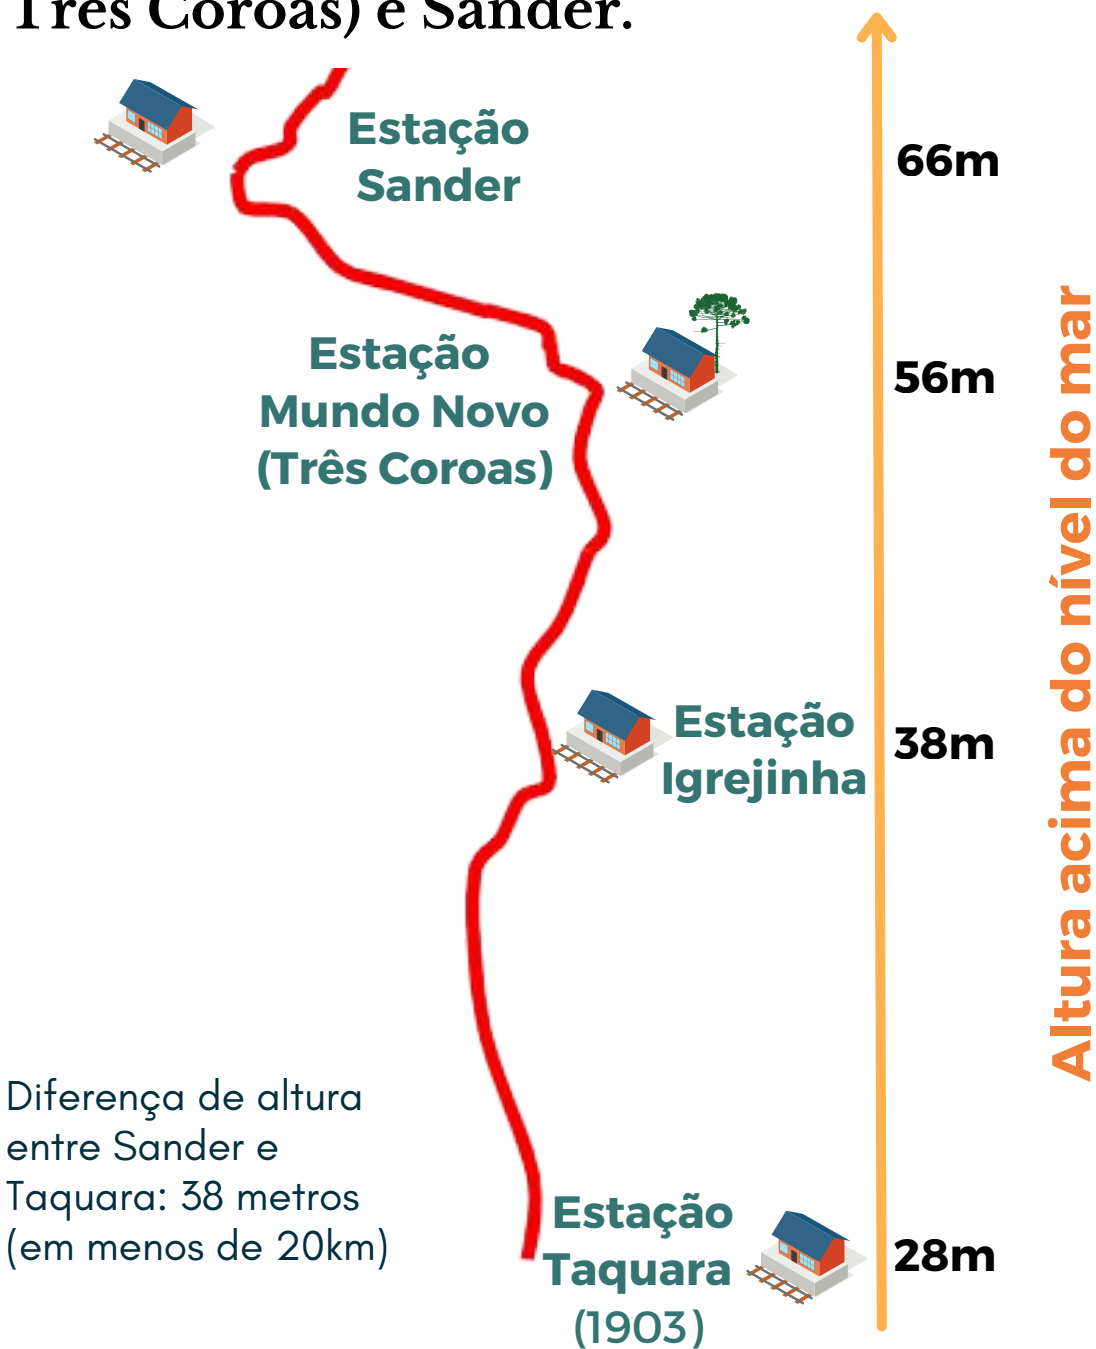 Três Coroas) e Sander.
Estação
Sander
66m
Estação
Mundo Novo
(Três Coroas)
56m
Estação
Igrejinha
38m
Altura acima do nível do mar
Diferença de altura
entre Sander e
Taquara: 38 metros
(em menos de 20km)
Estação
Taquara
(1903)
28m